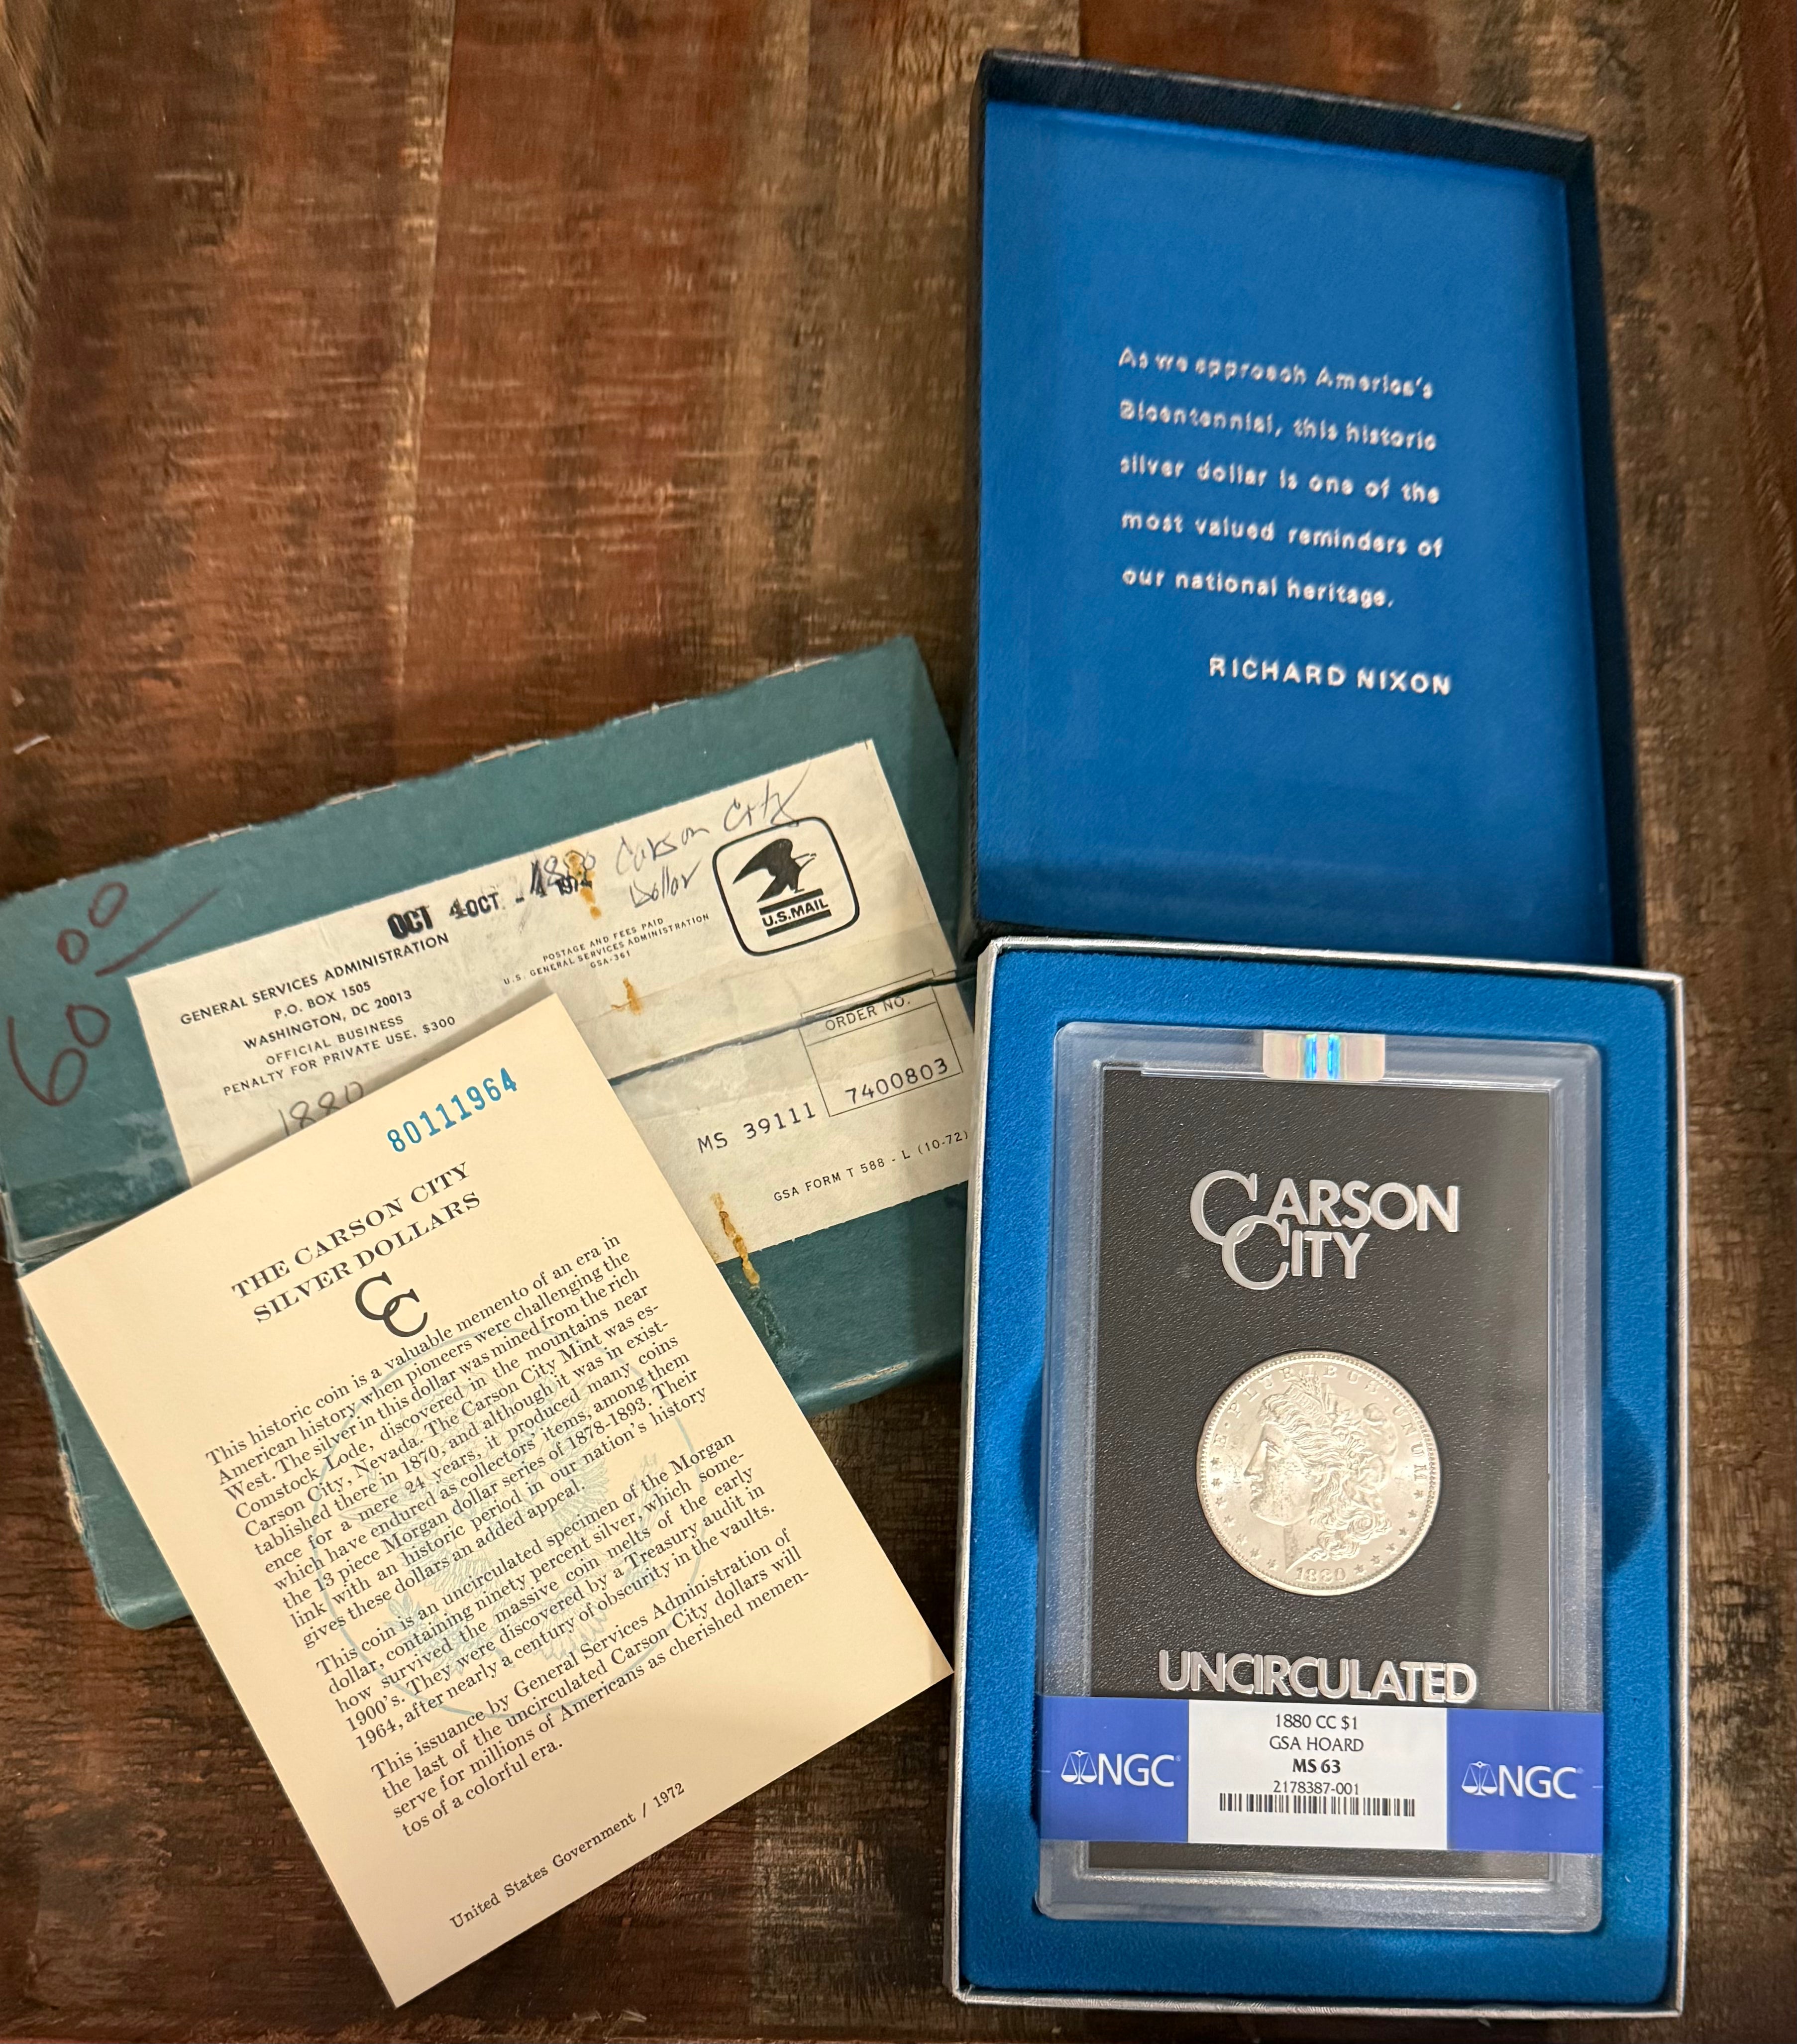 As we approach America's
Bicentennial, this historic
silver dollar is one of the
most valued reminders of
our national heritage.
RICHARD NIXON
60 00
1880 Carson City
Dollar
OCT 4 OCT. - 4 1974
GENERAL SERVICES ADMINISTRATION
P.O. BOX 1505
WASHINGTON, DC 20013
OFFICIAL BUSINESS
PENALTY FOR PRIVATE USE, $300
POSTAGE AND FEES PAID
U.S. GENERAL SERVICES ADMINISTRATION
GSA-361
U.S.MAIL
1880
ORDER NO.
MS 39111 7400803
GSA FORM T 588 - L (10-72)
80111964
THE CARSON CITY
SILVER DOLLARS
CC
This historic coin is a valuable memento of an era in
American history when pioneers were challenging the
West. The silver in this dollar was mined from the rich
Comstock Lode, discovered in the mountains near
Carson City, Nevada. The Carson City Mint was es-
tablished there in 1870, and although it was in exist-
ence for a mere 24 years, it produced many coins
which have endured as collectors' items, among them
the 13 piece Morgan dollar series of 1878-1893. Their
link with an historic period in our nation's history
gives these dollars an added appeal.
This coin is an uncirculated specimen of the Morgan
dollar, containing ninety percent silver, which some-
how survived the massive coin melts of the early
1900's. They were discovered by a Treasury audit in
1964, after nearly a century of obscurity in the vaults.
This issuance by General Services Administration of
the last of the uncirculated Carson City dollars will
serve for millions of Americans as cherished memen-
tos of a colorful era.
United States Government / 1972
CARSON
CITY
E·PLURIBUS·UNUM
1880
UNCIRCULATED
1880 CC $1
GSA HOARD
MS 63
2178387-001
NGC
NGC